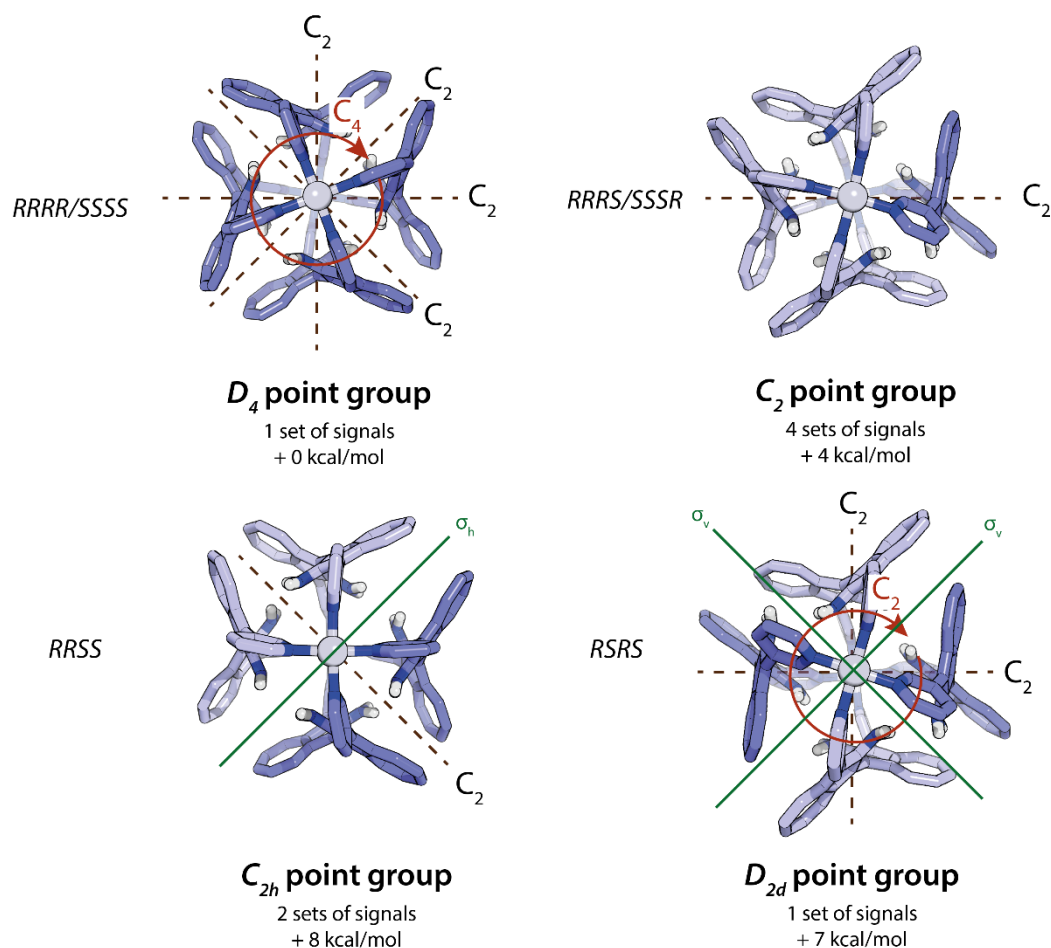 C2
C2
C4
C2
C2
RRRR/SSSS
D4 point group
1 set of signals
+ 0 kcal/mol
RRRS/SSSR
C2
C2 point group
4 sets of signals
+ 4 kcal/mol
σh
RRSS
C2
C2h point group
2 sets of signals
+ 8 kcal/mol
σv
C2
σv
C2
RSRS
C2
D2d point group
1 set of signals
+ 7 kcal/mol